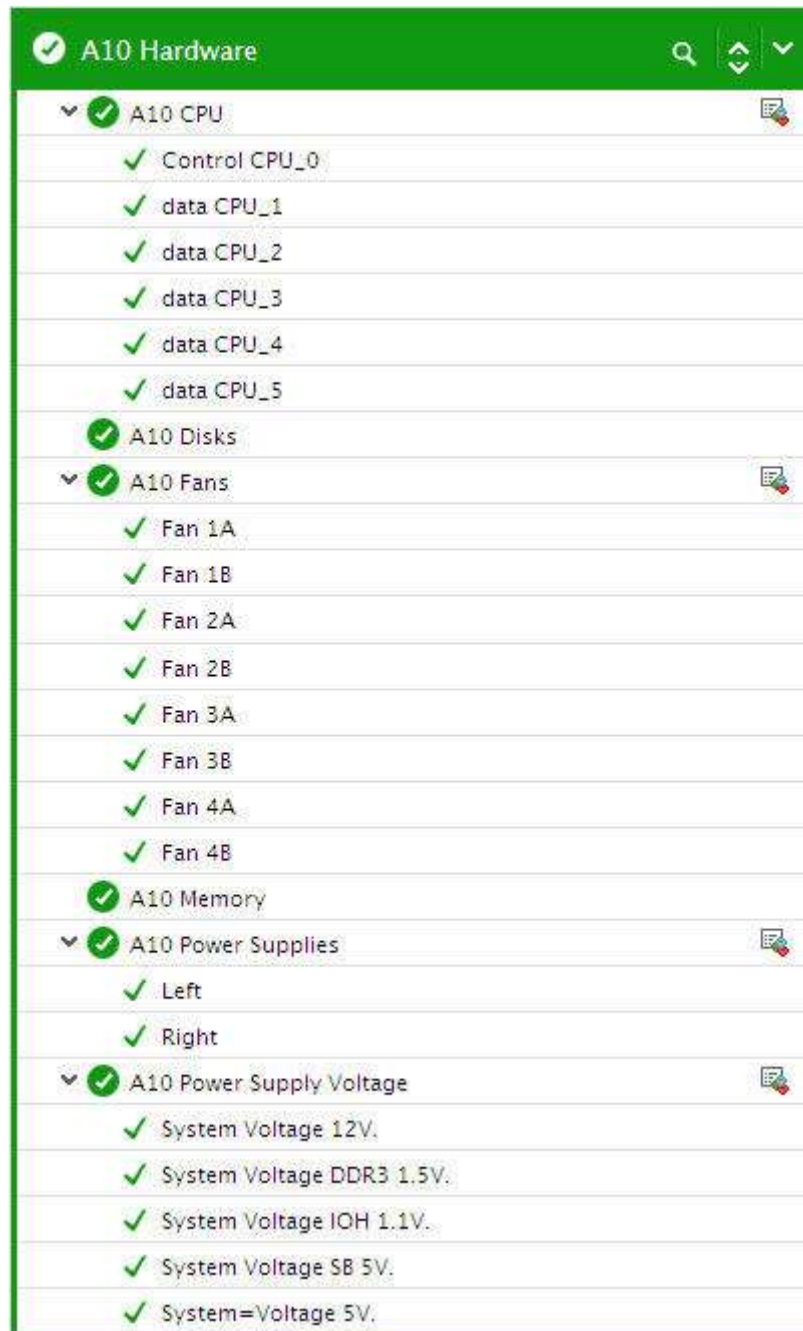 A10 Hardware
A10 CPU
Control CPU_0
data CPU_1
data CPU_2
data CPU_3
data CPU_4
data CPU_5
A10 Disks
A10 Fans
Fan 1A
Fan 1B
Fan 2A
Fan 2B
Fan 3A
Fan 3B
Fan 4A
Fan 4B
A10 Memory
A10 Power Supplies
Left
Right
A10 Power Supply Voltage
System Voltage 12V.
System Voltage DDR3 1.5V.
System Voltage IOH 1.1V.
System Voltage SB 5V.
System=Voltage 5V.